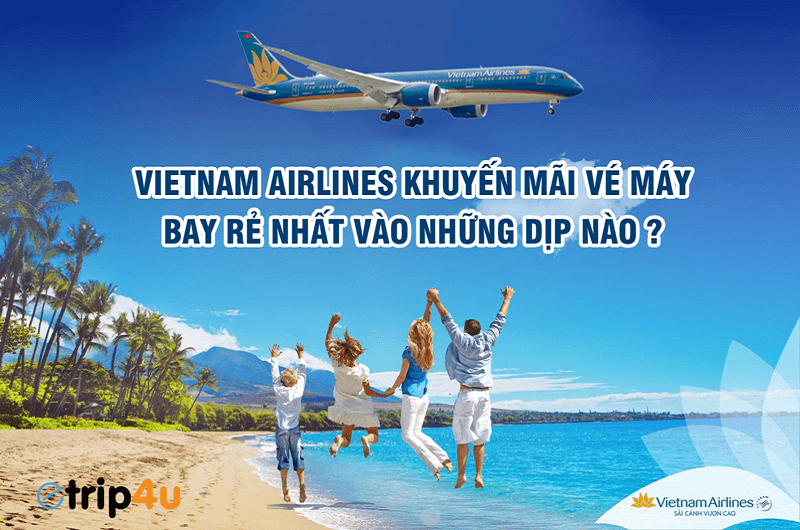 Vietnam Airlines
VIETNAM AIRLINES KHUYẾN MÃI VÉ MÁY
BAY RẺ NHẤT VÀO NHỮNG DỊP NÀO ?
etrip4u
Vietnam Airlines
SẢI CÁNH VƯƠN CAO